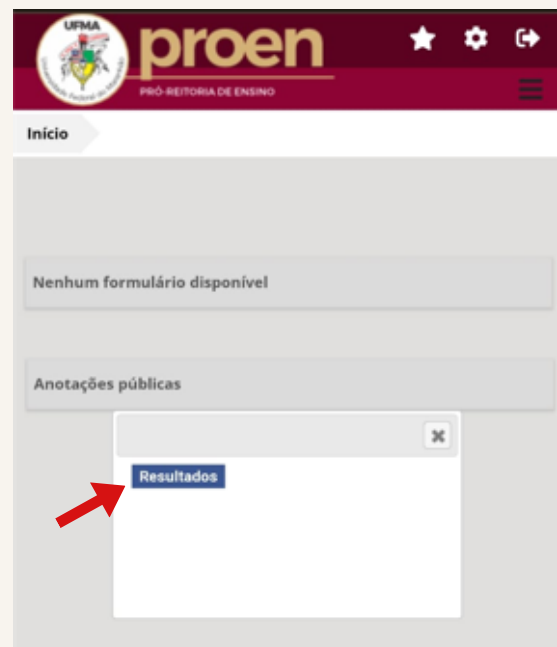 UFMA
proen
PRÓ-REITORIA DE ENSINO
Início
Nenhum formulário disponível
Anotações públicas
Resultados